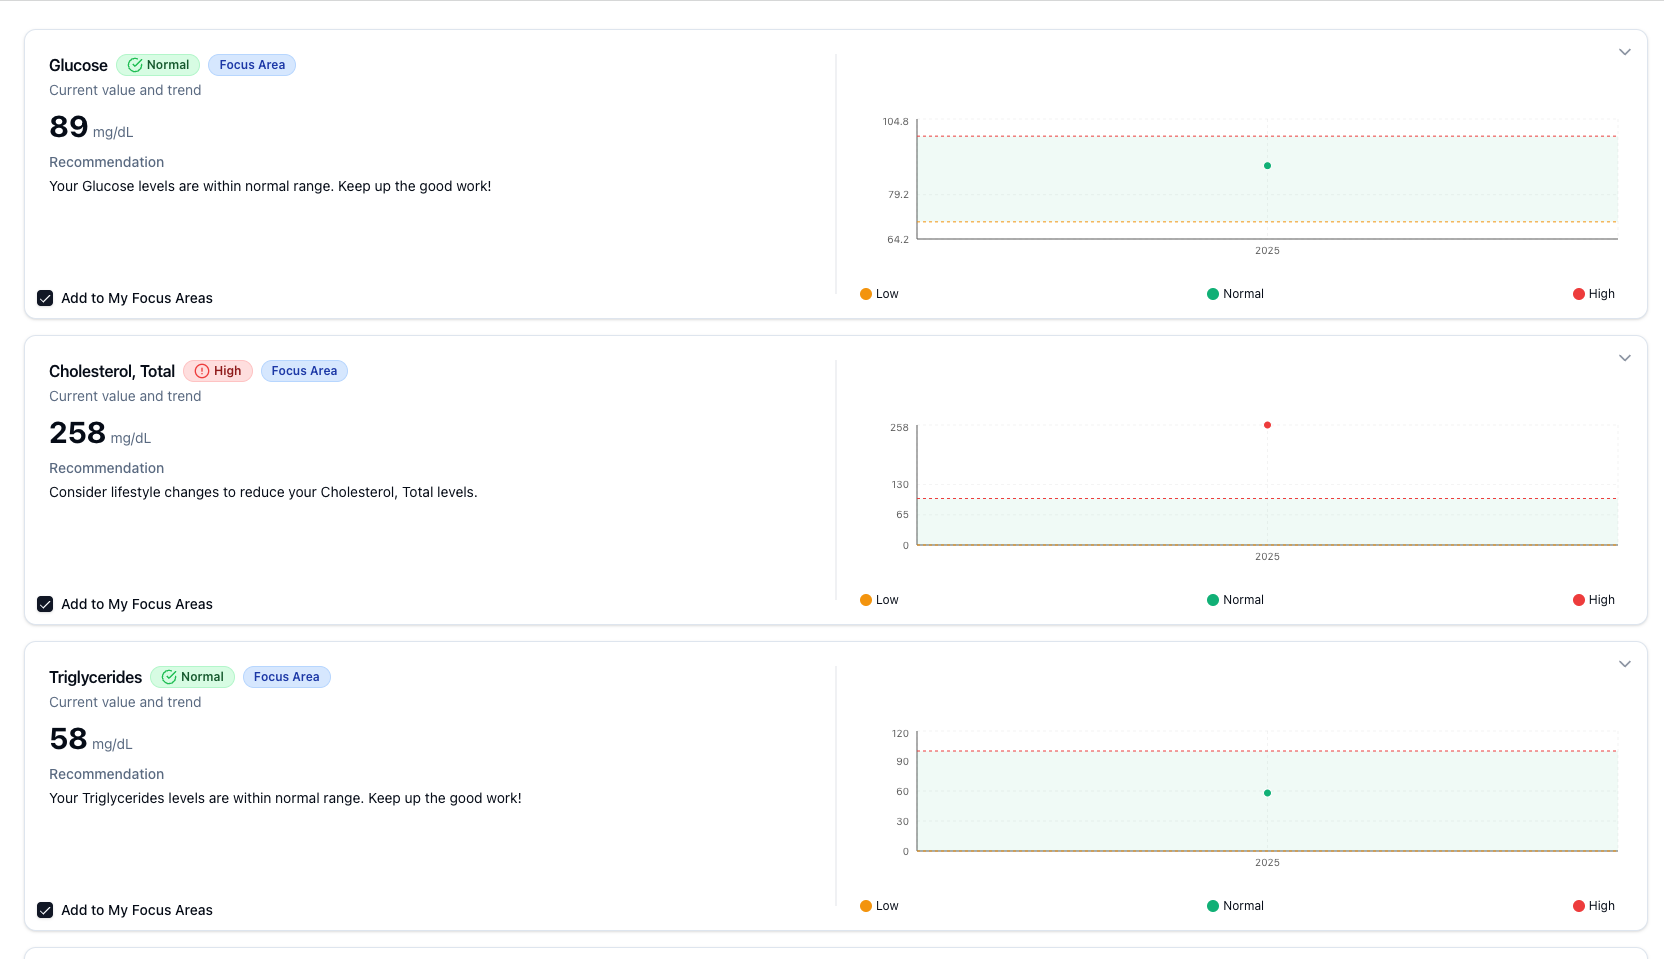 Glucose Normal Focus Area
Current value and trend
89 mg/dL
Recommendation
Your Glucose levels are within normal range. Keep up the good work!
Add to My Focus Areas
104.8
79.2
64.2
2025
Low Normal High
Cholesterol, Total High Focus Area
Current value and trend
258 mg/dL
Recommendation
Consider lifestyle changes to reduce your Cholesterol, Total levels.
Add to My Focus Areas
258
130
65
0
2025
Low Normal High
Triglycerides Normal Focus Area
Current value and trend
58 mg/dL
Recommendation
Your Triglycerides levels are within normal range. Keep up the good work!
Add to My Focus Areas
120
90
60
30
0
2025
Low Normal High